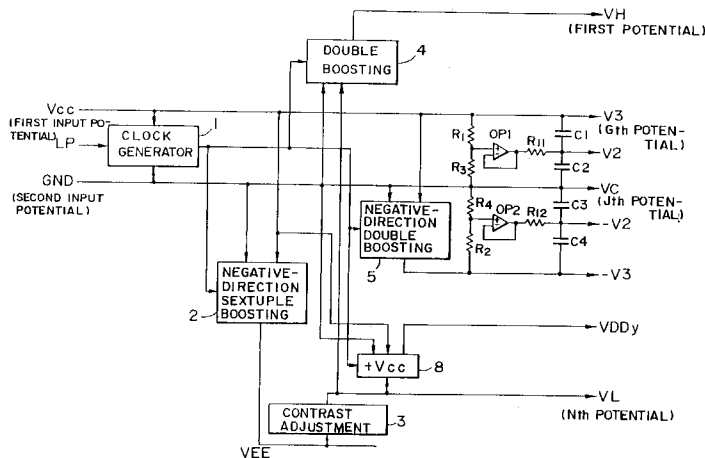 VH
(FIRST POTENTIAL)
DOUBLE
BOOSTING
4
Vcc
(FIRST INPUT PO-
TENTIAL)
LP
1
CLOCK
GENERATOR
GND
(SECOND INPUT
POTENTIAL)
R1
OP1
R11
R3
C1
C2
V3
(Gth POTEN-
TIAL)
V2
VC
(Jth POTEN-
TIAL)
R4
OP2
R12
R2
C3
C4
-V2
-V3
NEGATIVE-
DIRECTION
DOUBLE
BOOSTING
5
NEGATIVE-
DIRECTION
SEXTUPLE
BOOSTING
2
VDDy
+Vcc
8
VL
(Nth POTENTIAL)
CONTRAST
ADJUSTMENT
3
VEE